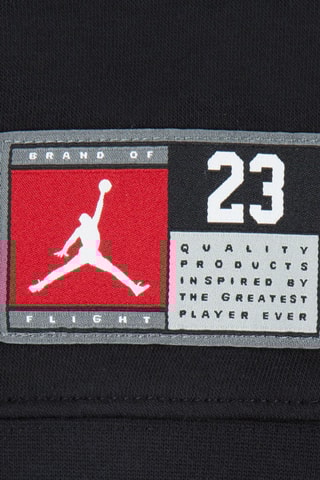 BRAND OF
FLIGHT
23
QUALITY
PRODUCTS
INSPIRED BY
THE GREATEST
PLAYER EVER